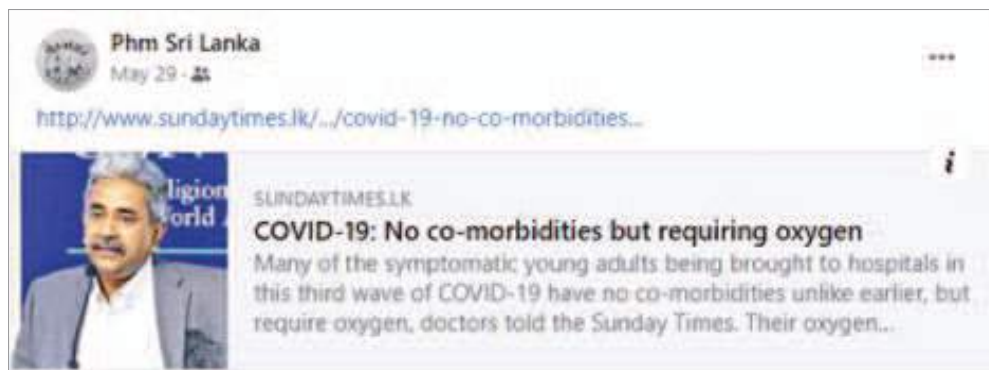 Phm Sri Lanka
May 29 ·
http://www.sundaytimes.lk/.../covid-19-no-co-morbidities...
ligion
orld
SUNDAYTIMES.LK
COVID-19: No co-morbidities but requiring oxygen
Many of the symptomatic young adults being brought to hospitals in
this third wave of COVID-19 have no co-morbidities unlike earlier, but
require oxygen, doctors told the Sunday Times. Their oxygen...